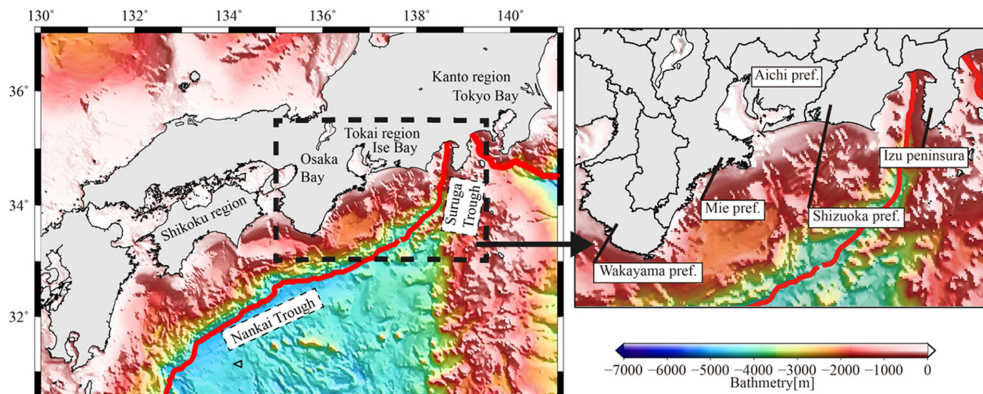 130° 132° 134° 136° 138° 140°
36°
34°
32°
Kanto region
Tokyo Bay
Tokai region
Ise Bay
Osaka
Bay
Shikoku region
Suruga
Trough
Nankai Trough
Aichi pref.
Izu peninsura
Mie pref.
Shizuoka pref.
Wakayama pref.
−7000 −6000 −5000 −4000 −3000 −2000 −1000 0
Bathmetry[m]